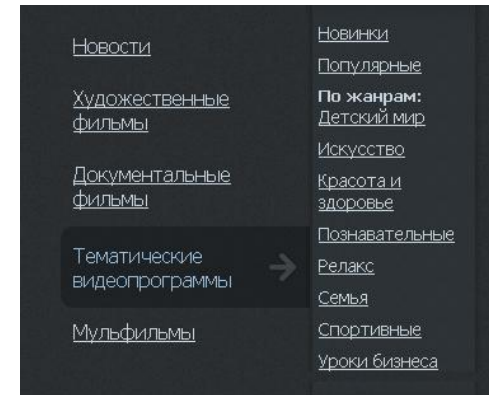 Новости
Художественные
фильмы
Документальные
фильмы
Тематические
видеопрограммы
Мульфильмы
Новинки
Популярные
По жанрам:
Детский мир
Искусство
Красота и
здоровье
Познавательные
Релакс
Семья
Спортивные
Уроки бизнеса